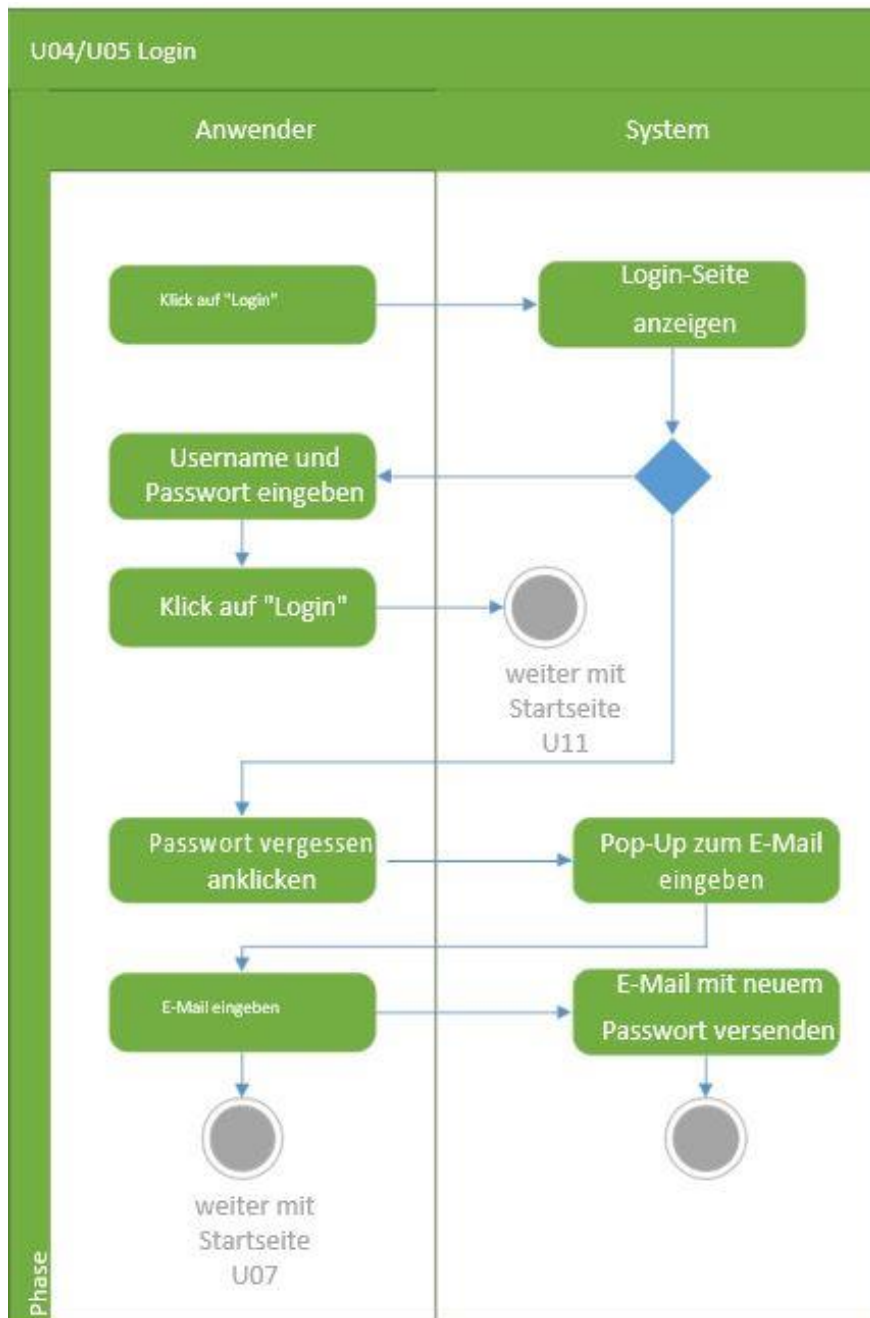 U04/U05 Login
Anwender
System
Klick auf "Login"
Login-Seite
anzeigen
Username und
Passwort eingeben
Klick auf "Login"
weiter mit
Startseite
U11
Passwort vergessen
anklicken
Pop-Up zum E-Mail
eingeben
E-Mail eingeben
E-Mail mit neuem
Passwort versenden
weiter mit
Startseite
U07
Phase